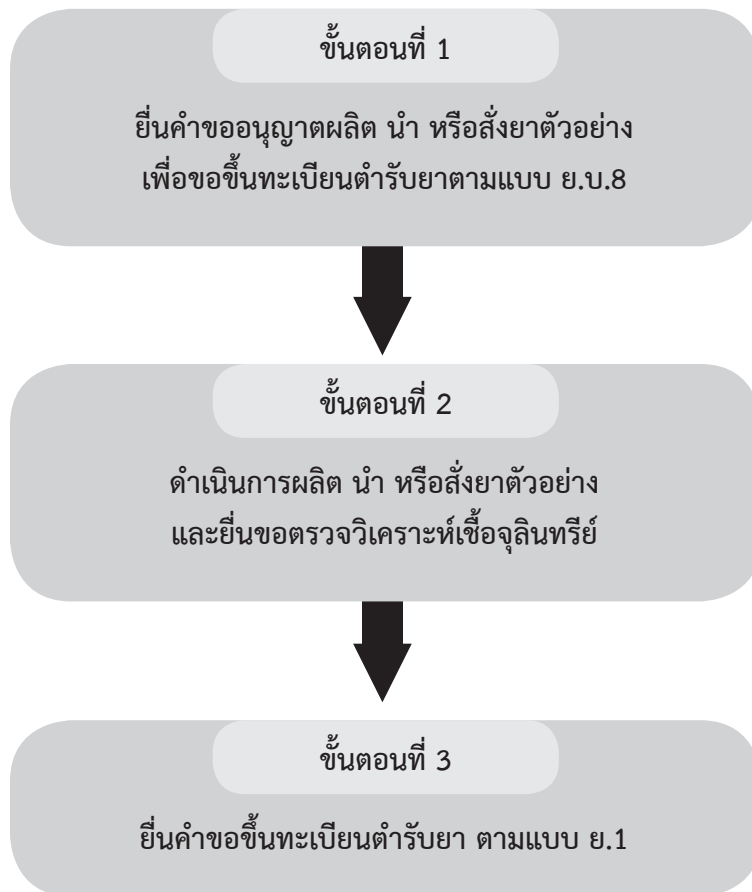 ขั้นตอนที่ 1
ยื่นคำขออนุญาตผลิต นำ หรือสั่งยาตัวอย่าง
เพื่อขอขึ้นทะเบียนตำรับยาตามแบบ ย.บ.8
ขั้นตอนที่ 2
ดำเนินการผลิต นำ หรือสั่งยาตัวอย่าง
และยื่นขอตรวจวิเคราะห์เชื้อจุลินทรีย์
ขั้นตอนที่ 3
ยื่นคำขอขึ้นทะเบียนตำรับยา ตามแบบ ย.1